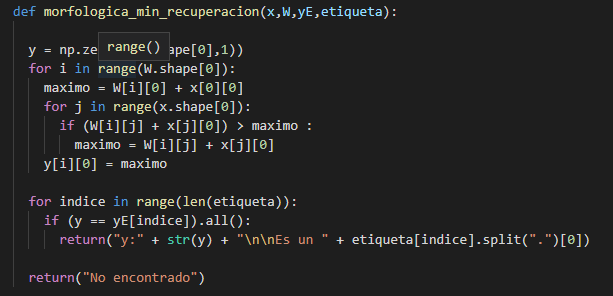 def morfologica_min_recuperacion(x,W,yE,etiqueta):
y = np.ze range() ape[0],1))
for i in range(W.shape[0]):
maximo = W[i][0] + x[0][0]
for j in range(x.shape[0]):
if (W[i][j] + x[j][0]) > maximo :
maximo = W[i][j] + x[j][0]
y[i][0] = maximo
for indice in range(len(etiqueta)):
if (y == yE[indice]).all():
return("y:" + str(y) + "\n\nEs un " + etiqueta[indice].split(".")[0])
return("No encontrado")